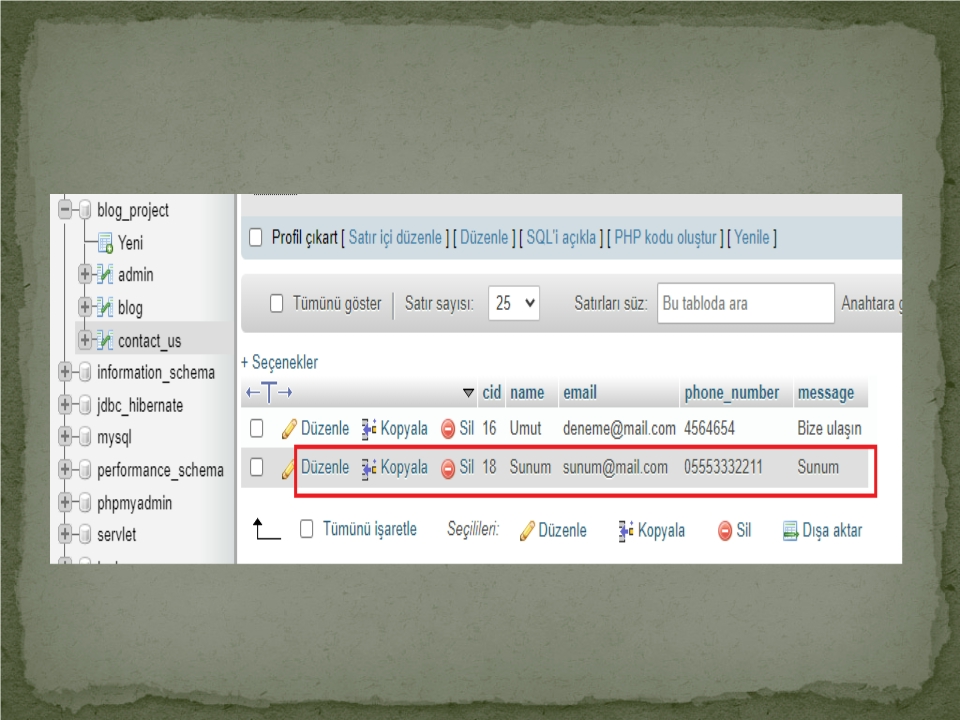 blog_project
Yeni
admin
blog
contact_us
information_schema
jdbc_hibernate
mysql
performance_schema
phpmyadmin
servlet
Profil çıkart [ Satır içi düzenle ] [ Düzenle ] [ SQL'i açıkla ] [ PHP kodu oluştur ] [ Yenile ]
Tümünü göster Satır sayısı: 25 Satırları süz: Bu tabloda ara Anahtara
+ Seçenekler
←T→ cid name email phone_number message
Düzenle Kopyala Sil 16 Umut deneme@mail.com 4564654 Bize ulaşın
Düzenle Kopyala Sil 18 Sunum sunum@mail.com 05553332211 Sunum
Tümünü işaretle Seçilileri: Düzenle Kopyala Sil Dışa aktar